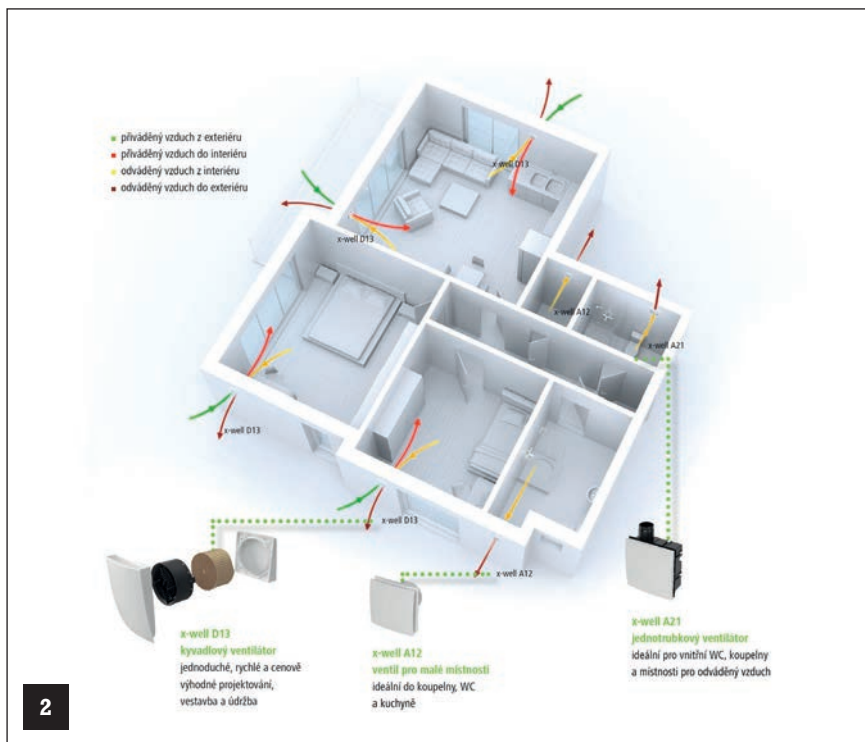 přiváděný vzduch z exteriéru
přiváděný vzduch do interiéru
odváděný vzduch z interiéru
odváděný vzduch do exteriéru
x-well D13
x-well D13
x-well A12
x-well A21
x-well D13
x-well D13
x-well A12
x-well D13
kyvadlový ventilátor
jednoduché, rychlé a cenově
výhodné projektování,
vestavba a údržba
x-well A12
ventil pro malé místnosti
ideální do koupelny, WC
a kuchyně
x-well A21
jednotrubkový ventilátor
ideální pro vnitřní WC, koupelny
a místnosti pro odváděný vzduch
2